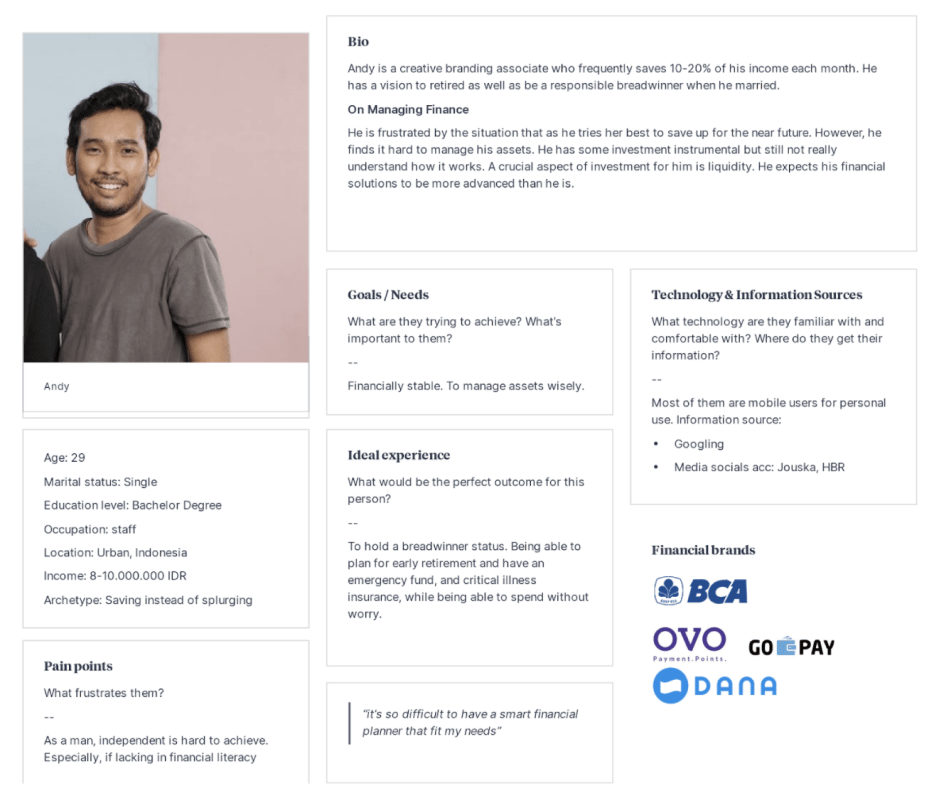 Andy
Age: 29
Marital status: Single
Education level: Bachelor Degree
Occupation: staff
Location: Urban, Indonesia
Income: 8-10.000.000 IDR
Archetype: Saving instead of splurging
Pain points
What frustrates them?
--
As a man, independent is hard to achieve.
Especially, if lacking in financial literacy
Bio
Andy is a creative branding associate who frequently saves 10-20% of his income each month. He
has a vision to retired as well as be a responsible breadwinner when he married.
On Managing Finance
He is frustrated by the situation that as he tries her best to save up for the near future. However, he
finds it hard to manage his assets. He has some investment instrumental but still not really
understand how it works. A crucial aspect of investment for him is liquidity. He expects his financial
solutions to be more advanced than he is.
Goals / Needs
What are they trying to achieve? What's
important to them?
--
Financially stable. To manage assets wisely.
Ideal experience
What would be the perfect outcome for this
person?
--
To hold a breadwinner status. Being able to
plan for early retirement and have an
emergency fund, and critical illness
insurance, while being able to spend without
worry.
"it's so difficult to have a smart financial
planner that fit my needs"
Technology & Information Sources
What technology are they familiar with and
comfortable with? Where do they get their
information?
--
Most of them are mobile users for personal
use. Information source:
• Googling
• Media socials acc: Jouska, HBR
Financial brands
BCA
OVO
Payment.Points.
GO PAY
DANA